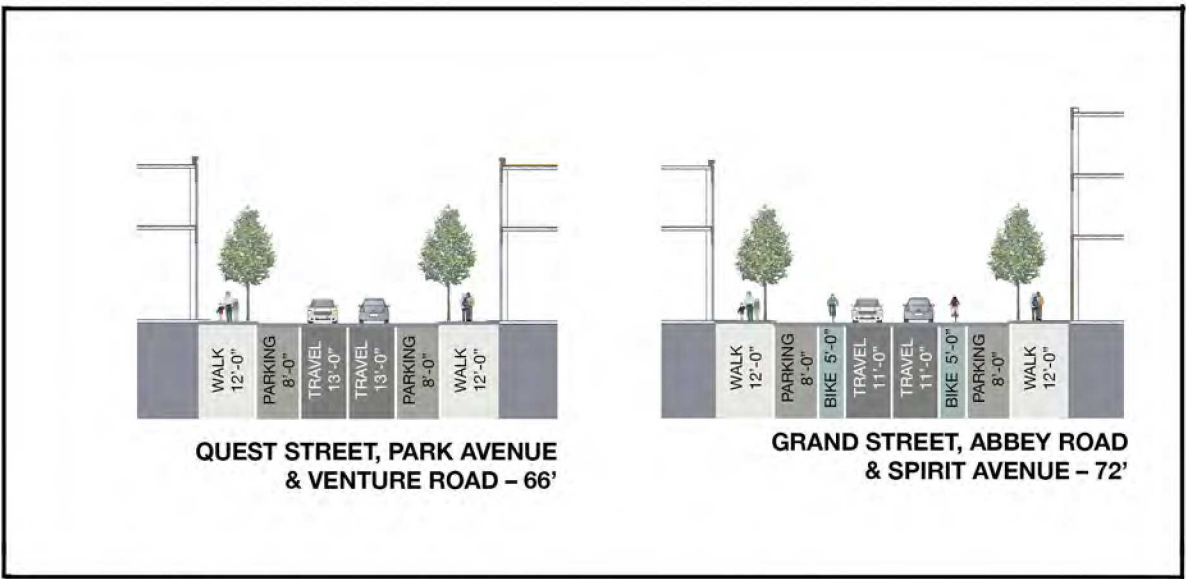 WALK
12'-0"
PARKING
8'-0"
TRAVEL
13'-0"
TRAVEL
13'-0"
PARKING
8'-0"
WALK
12'-0"
QUEST STREET, PARK AVENUE
& VENTURE ROAD – 66’
WALK
12'-0"
PARKING
8'-0"
BIKE 5'-0"
TRAVEL
11'-0"
TRAVEL
11'-0"
BIKE 5'-0"
PARKING
8'-0"
WALK
12'-0"
GRAND STREET, ABBEY ROAD
& SPIRIT AVENUE – 72’